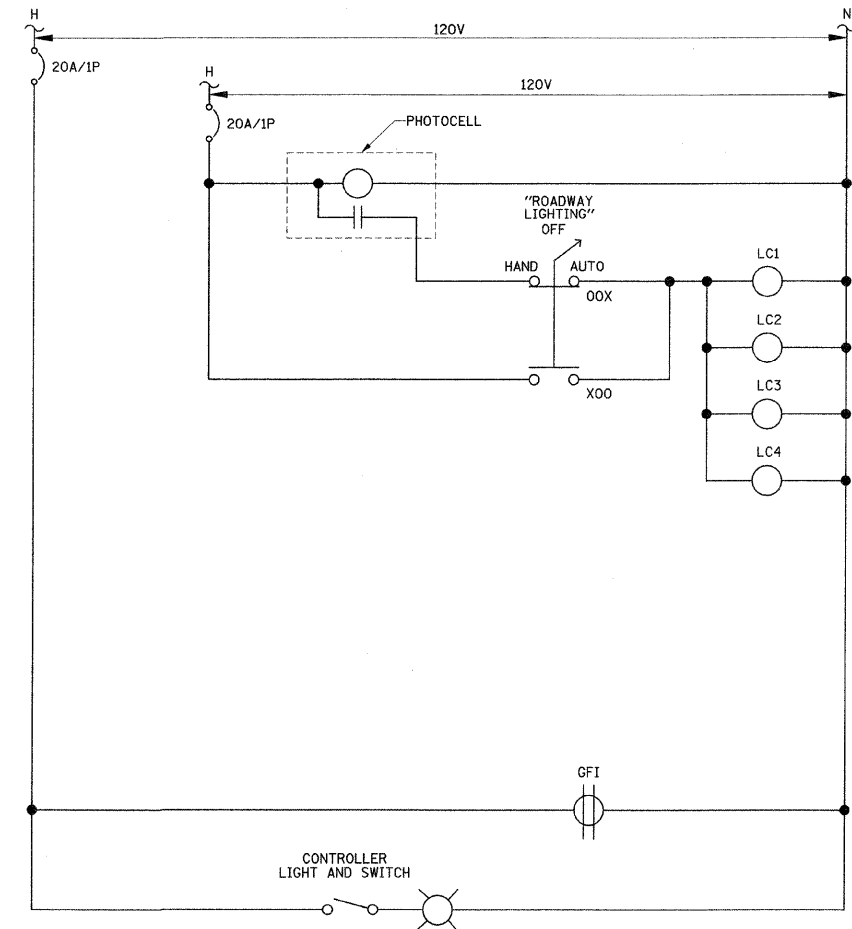 H
N
120V
20A/1P
H
120V
20A/1P
PHOTOCELL
"ROADWAY
LIGHTING"
OFF
HAND
AUTO
OOX
LC1
LC2
LC3
XOO
LC4
GFI
CONTROLLER
LIGHT AND SWITCH